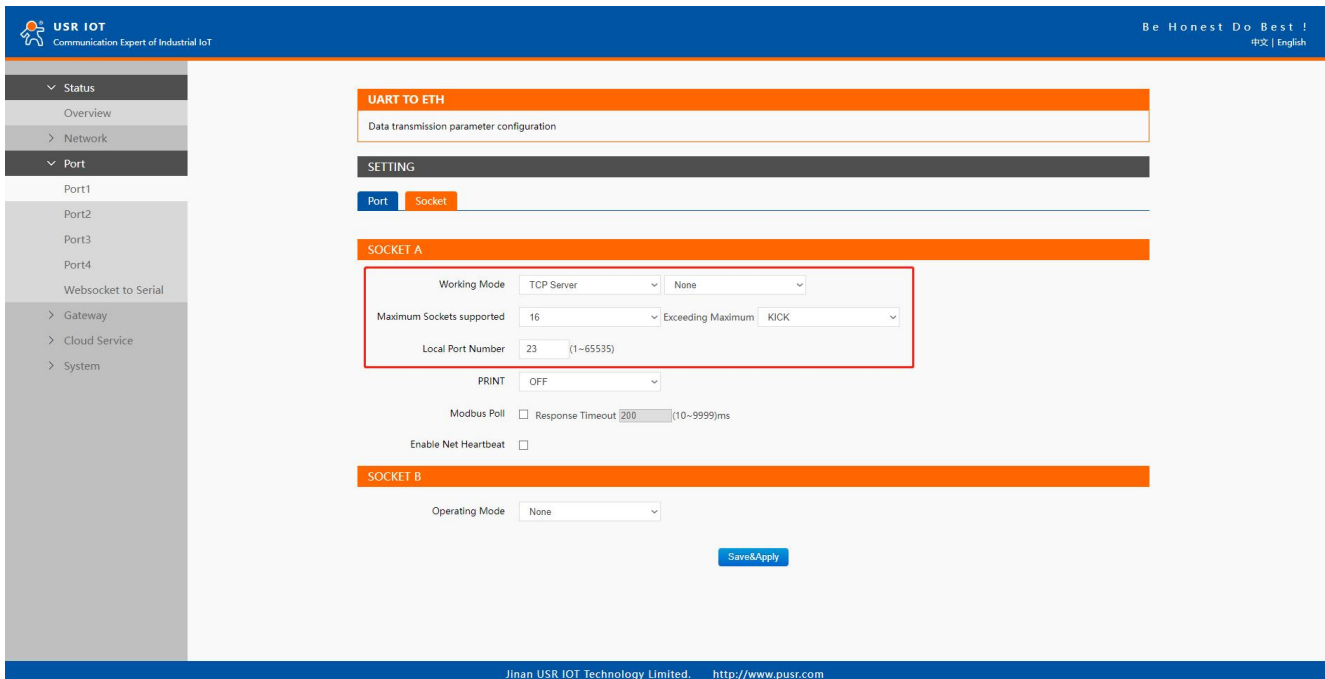 USR IOT
Communication Expert of Industrial IoT
Be Honest Do Best !
中文 | English
Status
Overview
Network
Port
Port1
Port2
Port3
Port4
Websocket to Serial
Gateway
Cloud Service
System
UART TO ETH
Data transmission parameter configuration
SETTING
Port Socket
SOCKET A
Working Mode TCP Server None
Maximum Sockets supported 16 Exceeding Maximum KICK
Local Port Number 23 (1~65535)
PRINT OFF
Modbus Poll Response Timeout 200 (10~9999)ms
Enable Net Heartbeat
SOCKET B
Operating Mode None
Save&Apply
Jinan USR IOT Technology Limited. http://www.pusr.com